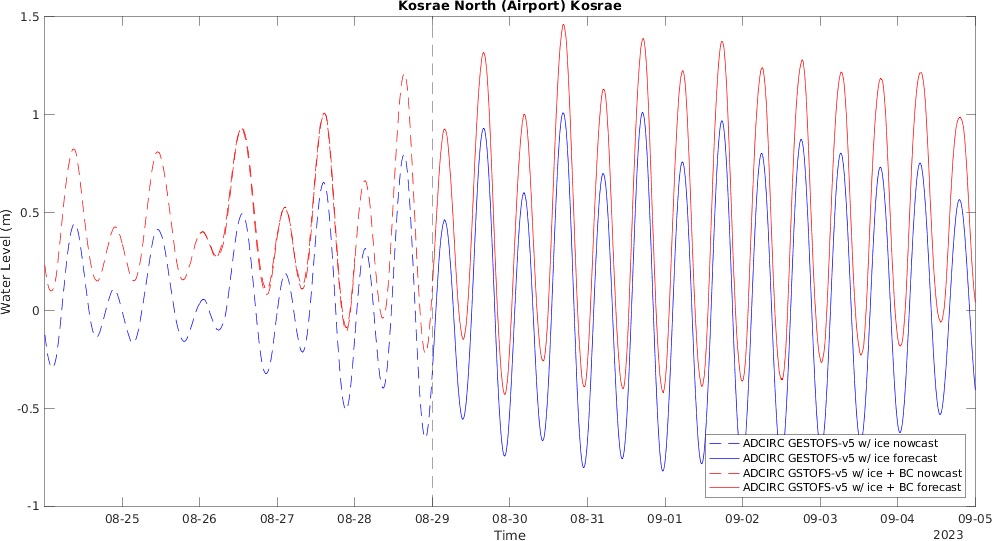 Kosrae North (Airport) Kosrae
1.5
1
0.5
0
-0.5
-1
Water Level (m)
ADCIRC GESTOFS-v5 w/ ice nowcast
ADCIRC GESTOFS-v5 w/ ice forecast
ADCIRC GSTOFS-v5 w/ ice + BC nowcast
ADCIRC GSTOFS-v5 w/ ice + BC forecast
08-25 08-26 08-27 08-28 08-29 08-30 08-31 09-01 09-02 09-03 09-04 09-05
Time
2023